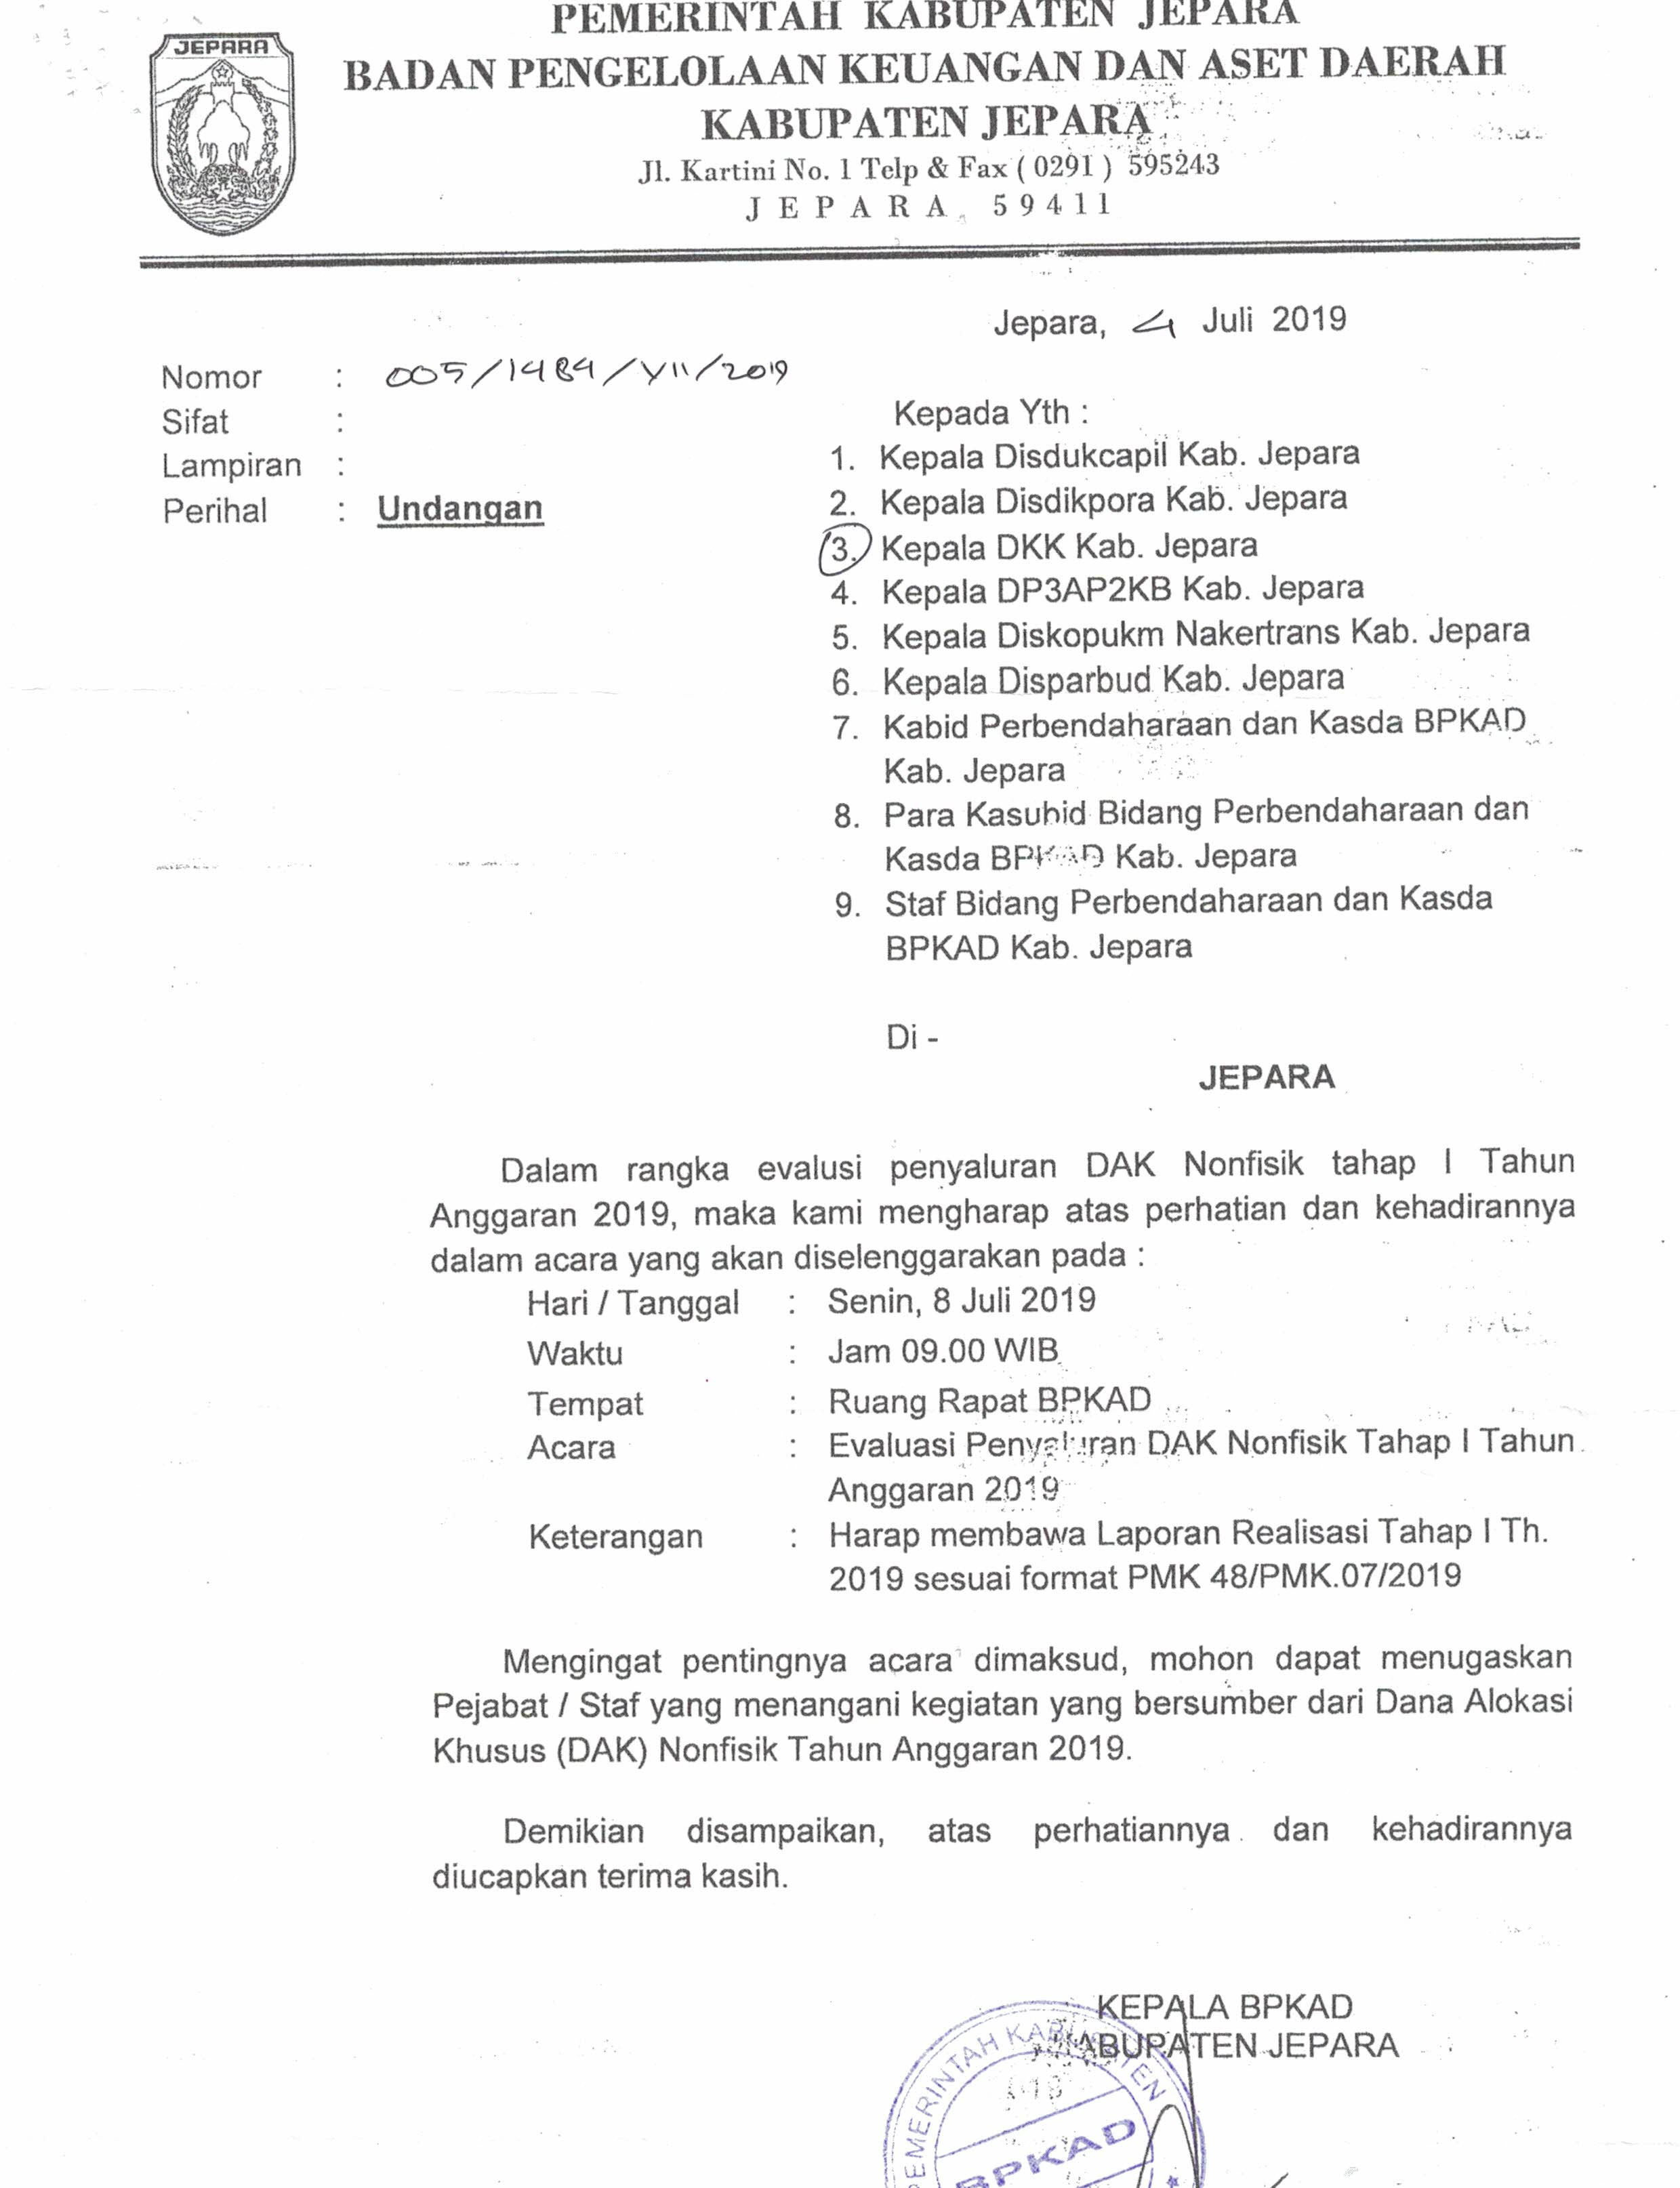 JEPARA
PEMERINTAH KABUPATEN JEPARA
BADAN PENGELOLAAN KEUANGAN DAN ASET DAERAH
KABUPATEN JEPARA
Jl. Kartini No. 1 Telp & Fax ( 0291 ) 595243
J E P A R A 5 9 4 1 1
Jepara, 4 Juli 2019
Nomor : 005/1484/VII/2019
Sifat :
Lampiran :
Perihal : Undangan
Kepada Yth :
1. Kepala Disdukcapil Kab. Jepara
2. Kepala Disdikpora Kab. Jepara
3. Kepala DKK Kab. Jepara
4. Kepala DP3AP2KB Kab. Jepara
5. Kepala Diskopukm Nakertrans Kab. Jepara
6. Kepala Disparbud Kab. Jepara
7. Kabid Perbendaharaan dan Kasda BPKAD
Kab. Jepara
8. Para Kasubid Bidang Perbendaharaan dan
Kasda BPKAD Kab. Jepara
9. Staf Bidang Perbendaharaan dan Kasda
BPKAD Kab. Jepara
Di -
JEPARA
Dalam rangka evalusi penyaluran DAK Nonfisik tahap I Tahun
Anggaran 2019, maka kami mengharap atas perhatian dan kehadirannya
dalam acara yang akan diselenggarakan pada :
Hari / Tanggal : Senin, 8 Juli 2019
Waktu : Jam 09.00 WIB
Tempat : Ruang Rapat BPKAD
Acara : Evaluasi Penyaluran DAK Nonfisik Tahap I Tahun
Anggaran 2019
Keterangan : Harap membawa Laporan Realisasi Tahap I Th.
2019 sesuai format PMK 48/PMK.07/2019
Mengingat pentingnya acara dimaksud, mohon dapat menugaskan
Pejabat / Staf yang menangani kegiatan yang bersumber dari Dana Alokasi
Khusus (DAK) Nonfisik Tahun Anggaran 2019.
Demikian disampaikan, atas perhatiannya dan kehadirannya
diucapkan terima kasih.
KEPALA BPKAD
KABUPATEN JEPARA
PEMERINTAH KABUPATEN
BPKAD